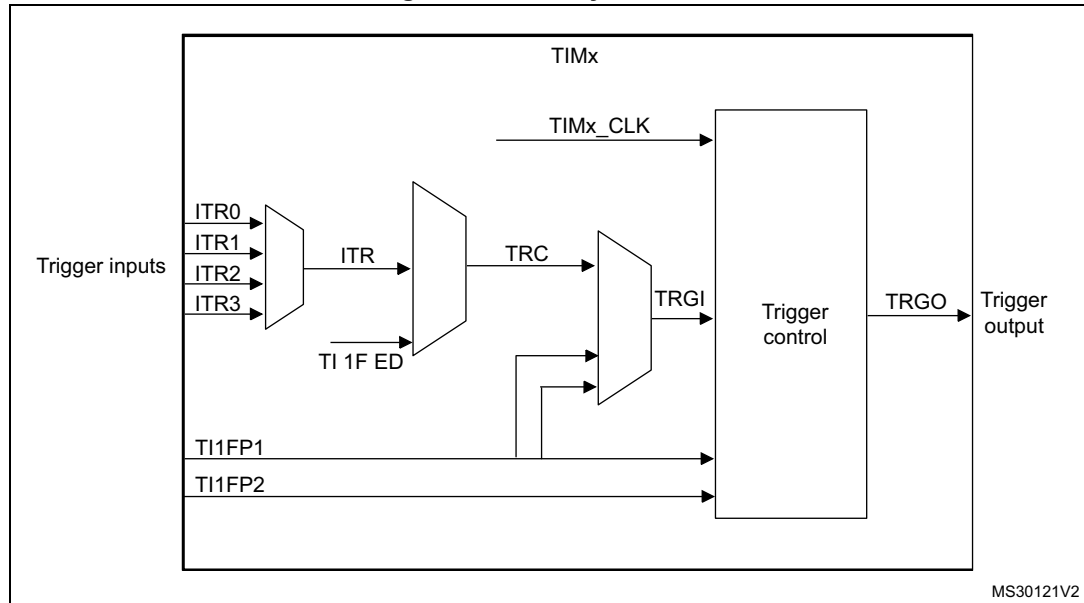 TIMx
TIMx_CLK
ITR0
ITR1
ITR2
ITR3
Trigger inputs
ITR
TRC
TI 1F ED
TRGI
Trigger
control
TRGO
Trigger
output
TI1FP1
TI1FP2
MS30121V2